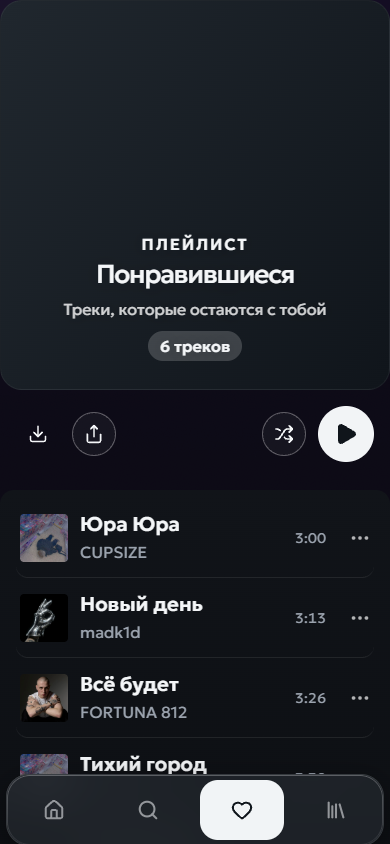 ПЛЕЙЛИСТ
Понравившиеся
Треки, которые остаются с тобой
6 треков
Юра Юра
CUPSIZE
3:00
Новый день
madk1d
3:13
Всё будет
FORTUNA 812
3:26
Тихий город